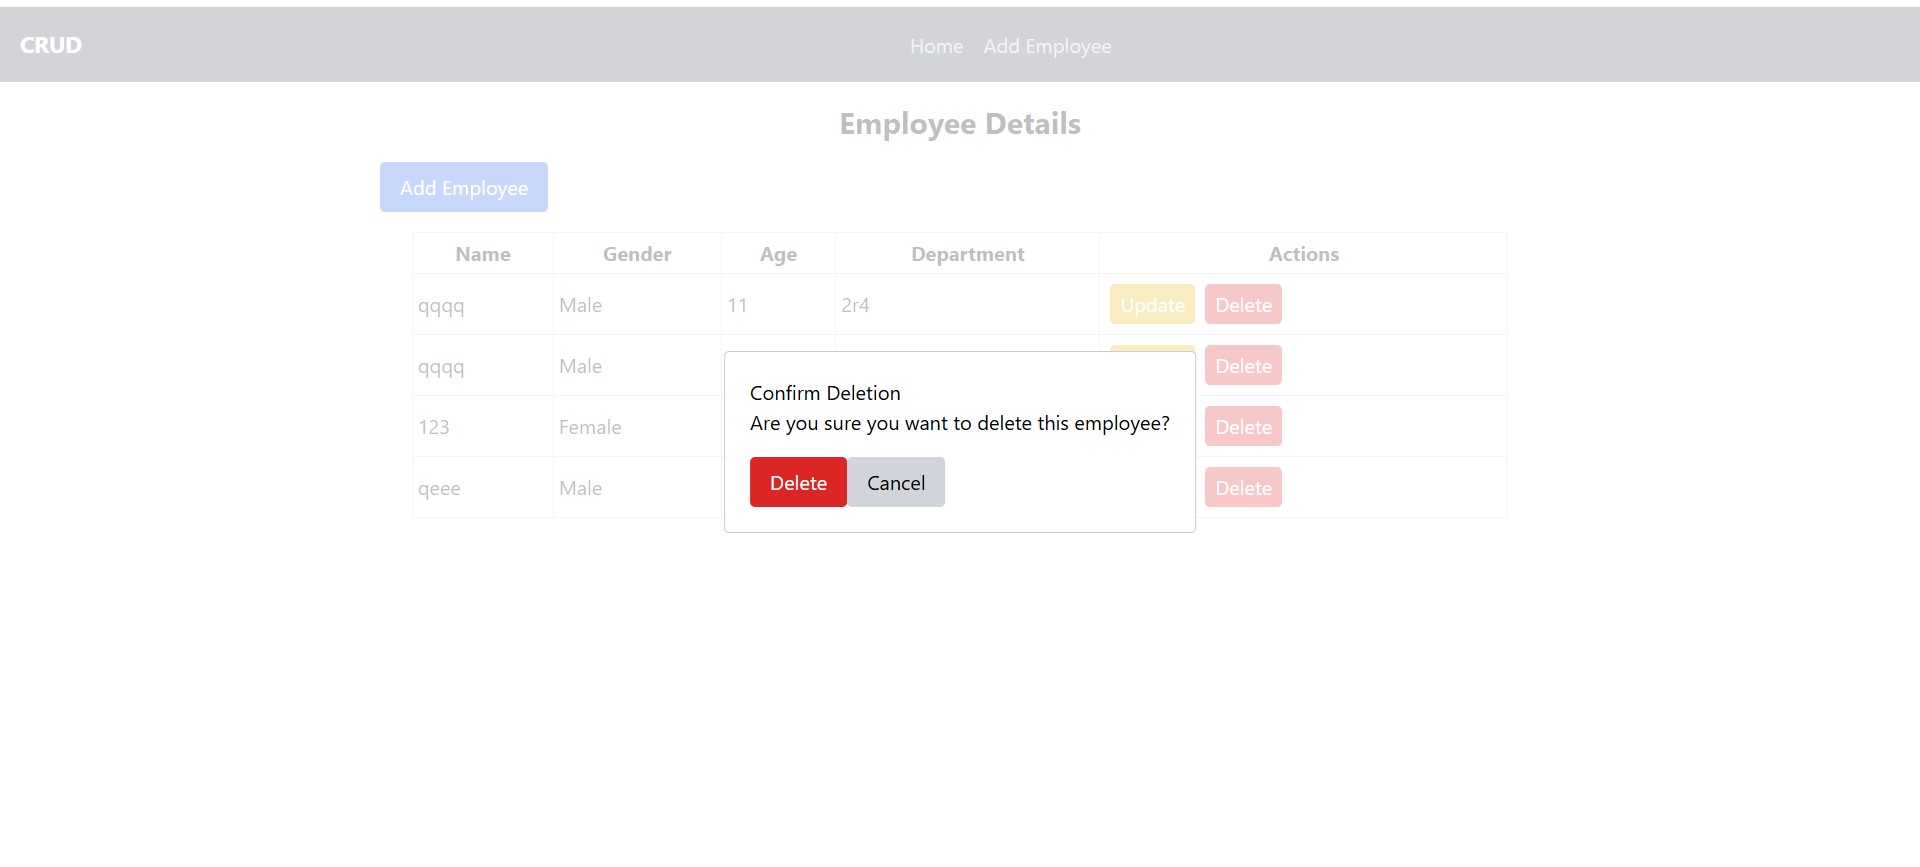 CRUD Home Add Employee
Employee Details
Add Employee
Name Gender Age Department Actions
qqqq Male 11 2r4 Update Delete
qqqq Male Delete
123 Female Delete
qeee Male Delete
Confirm Deletion
Are you sure you want to delete this employee?
Delete Cancel